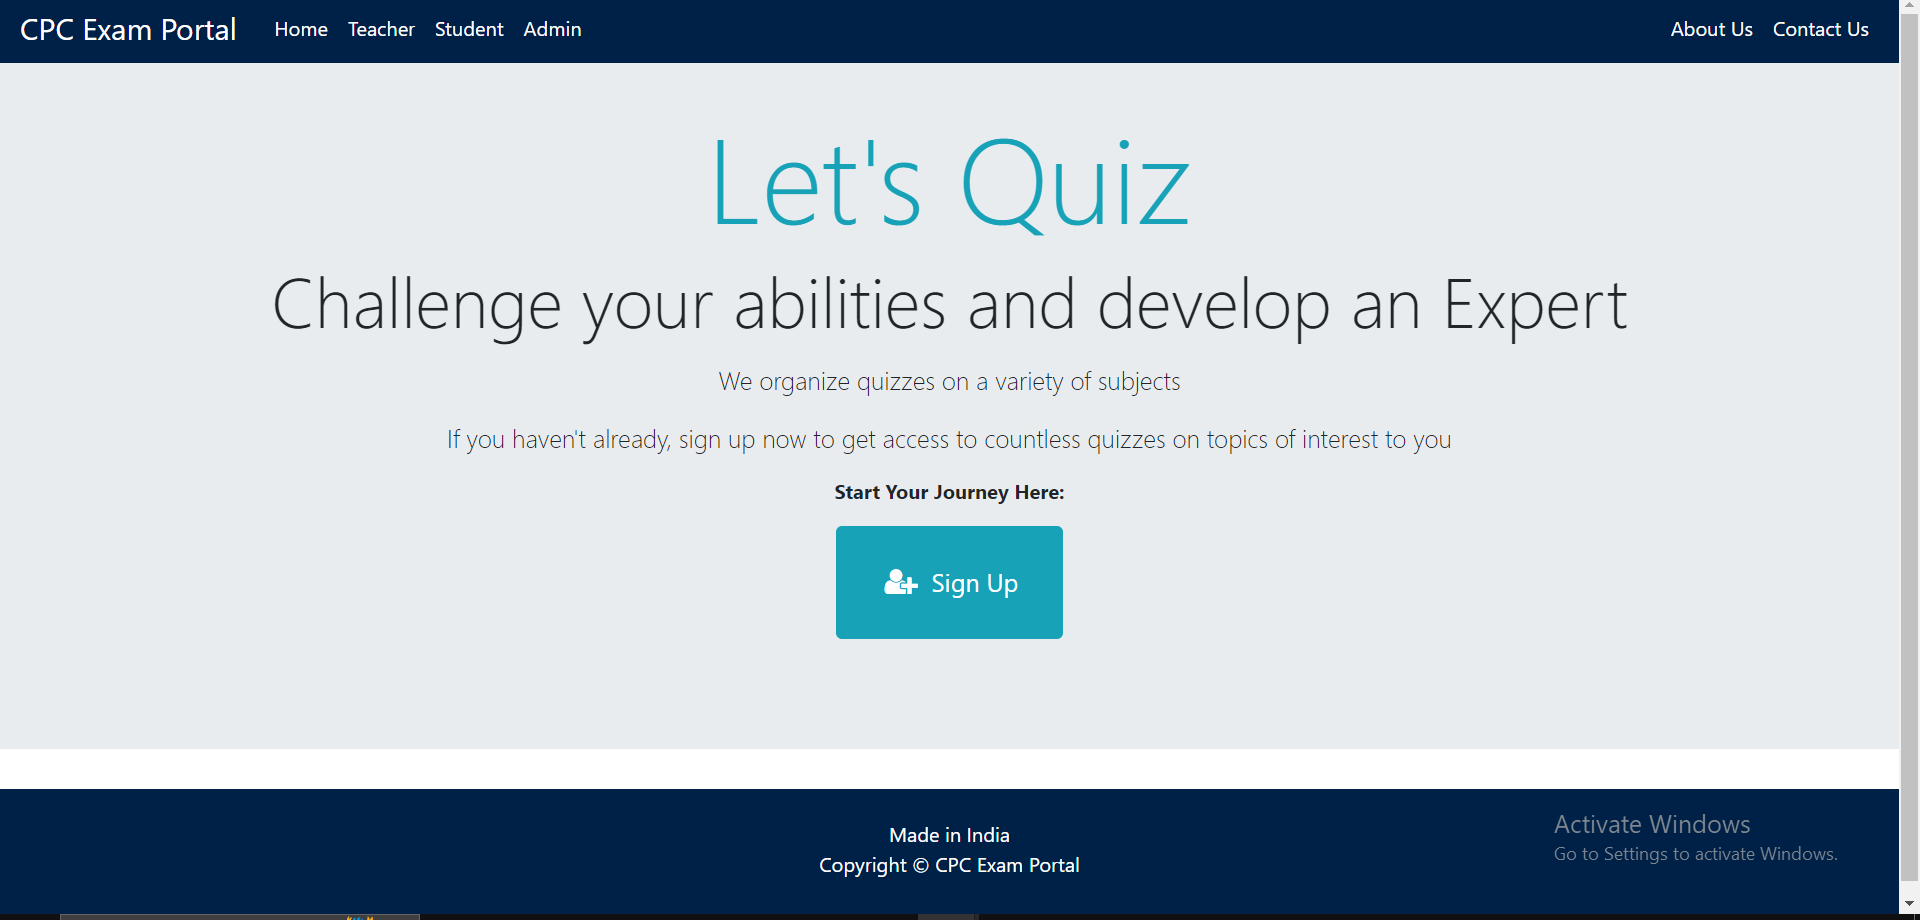 CPC Exam Portal Home Teacher Student Admin About Us Contact Us
Let's Quiz
Challenge your abilities and develop an Expert
We organize quizzes on a variety of subjects
If you haven't already, sign up now to get access to countless quizzes on topics of interest to you
Start Your Journey Here:
Sign Up
Made in India
Copyright © CPC Exam Portal
Activate Windows
Go to Settings to activate Windows.